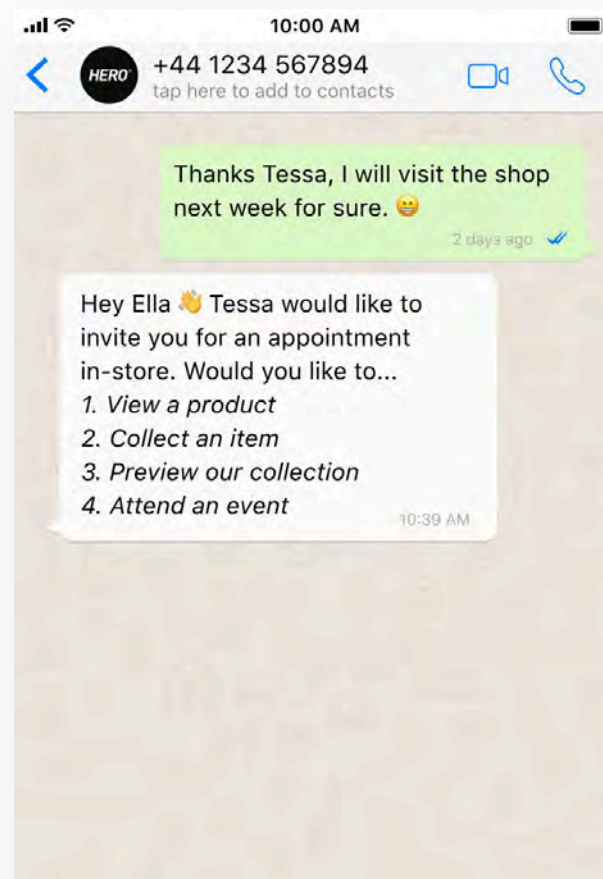 10:00 AM
HERO
+44 1234 567894
tap here to add to contacts
Thanks Tessa, I will visit the shop
next week for sure. 😁
2 days ago
Hey Ella 👋 Tessa would like to
invite you for an appointment
in-store. Would you like to...
1. View a product
2. Collect an item
3. Preview our collection
4. Attend an event
10:39 AM